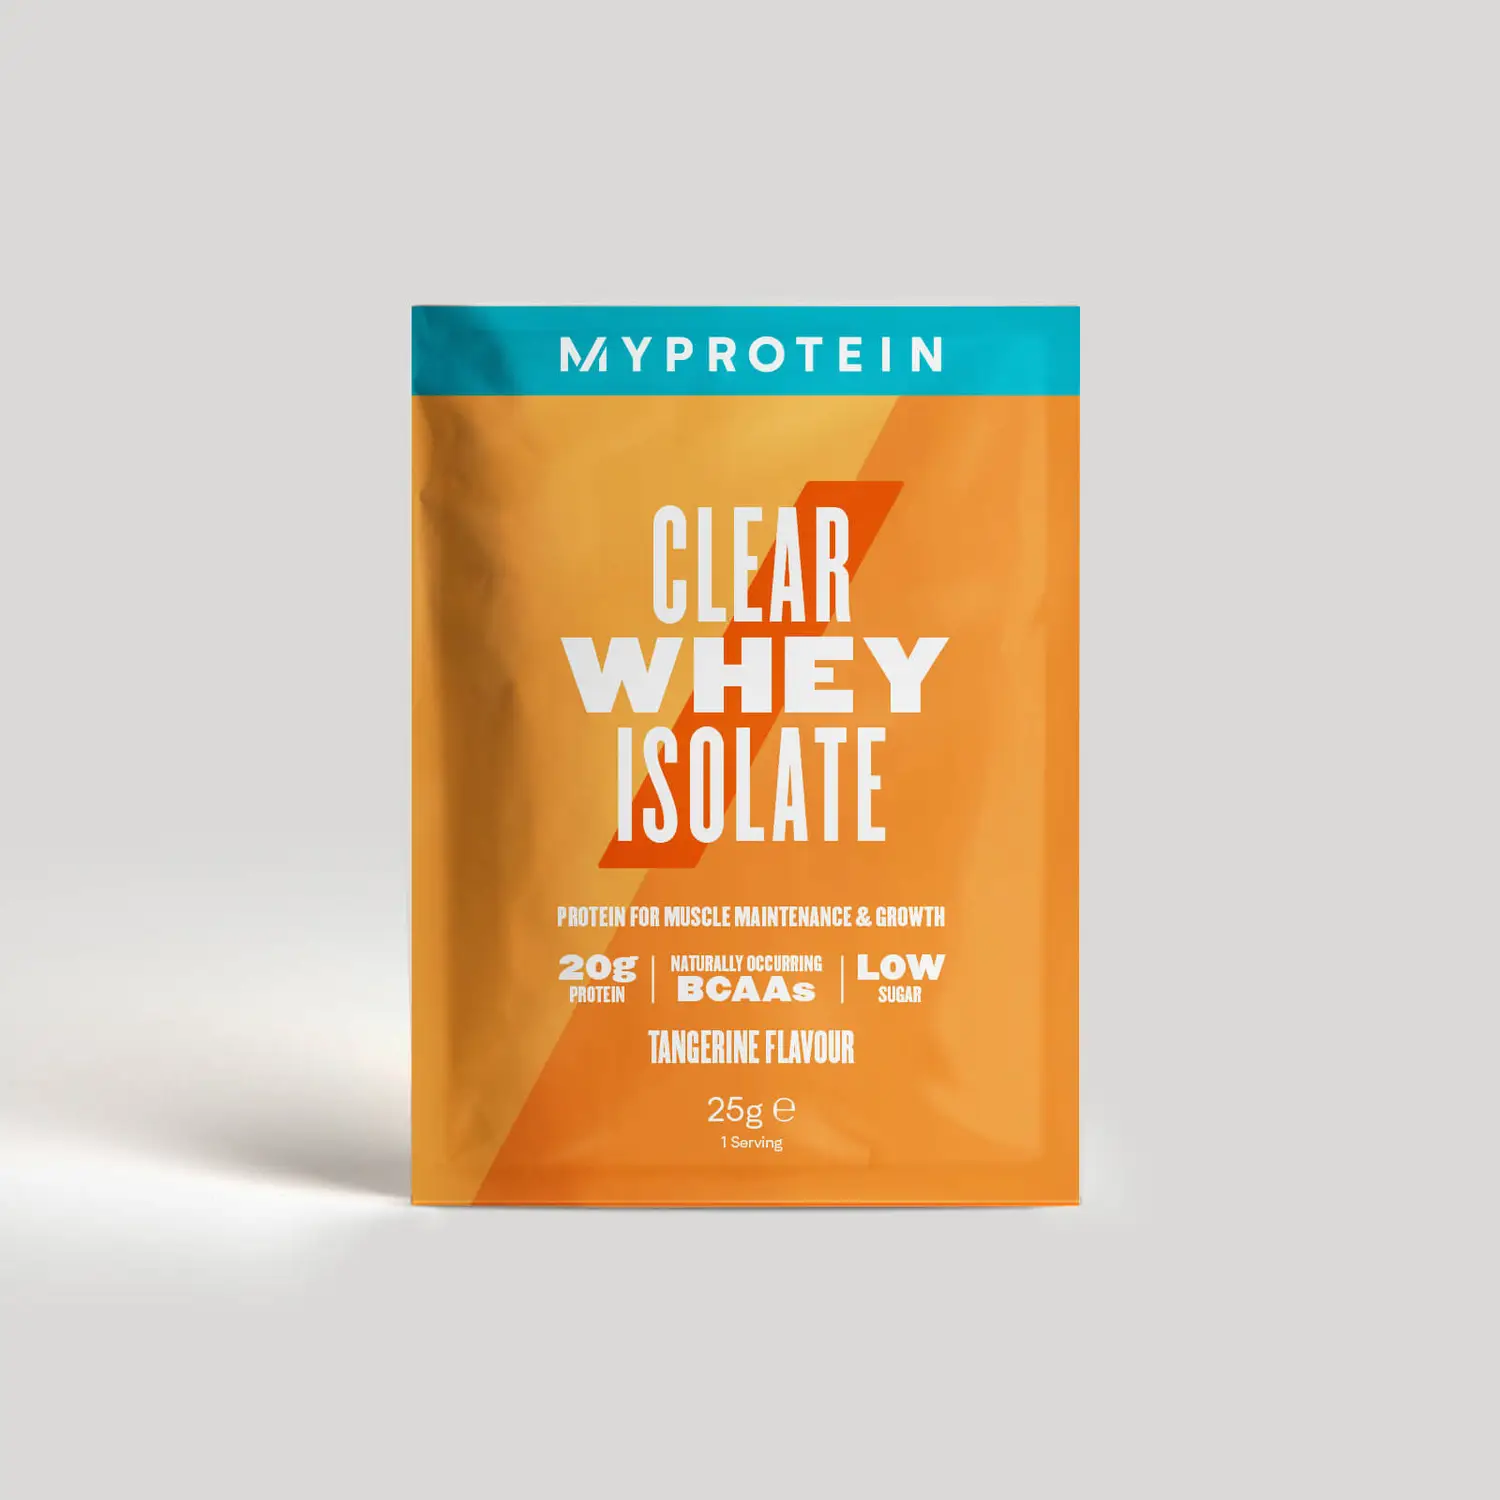 MYPROTEIN
CLEAR
WHEY
ISOLATE
PROTEIN FOR MUSCLE MAINTENANCE & GROWTH
20g PROTEIN
NATURALLY OCCURRING BCAAs
LOW SUGAR
TANGERINE FLAVOUR
25g ℮
1 Serving